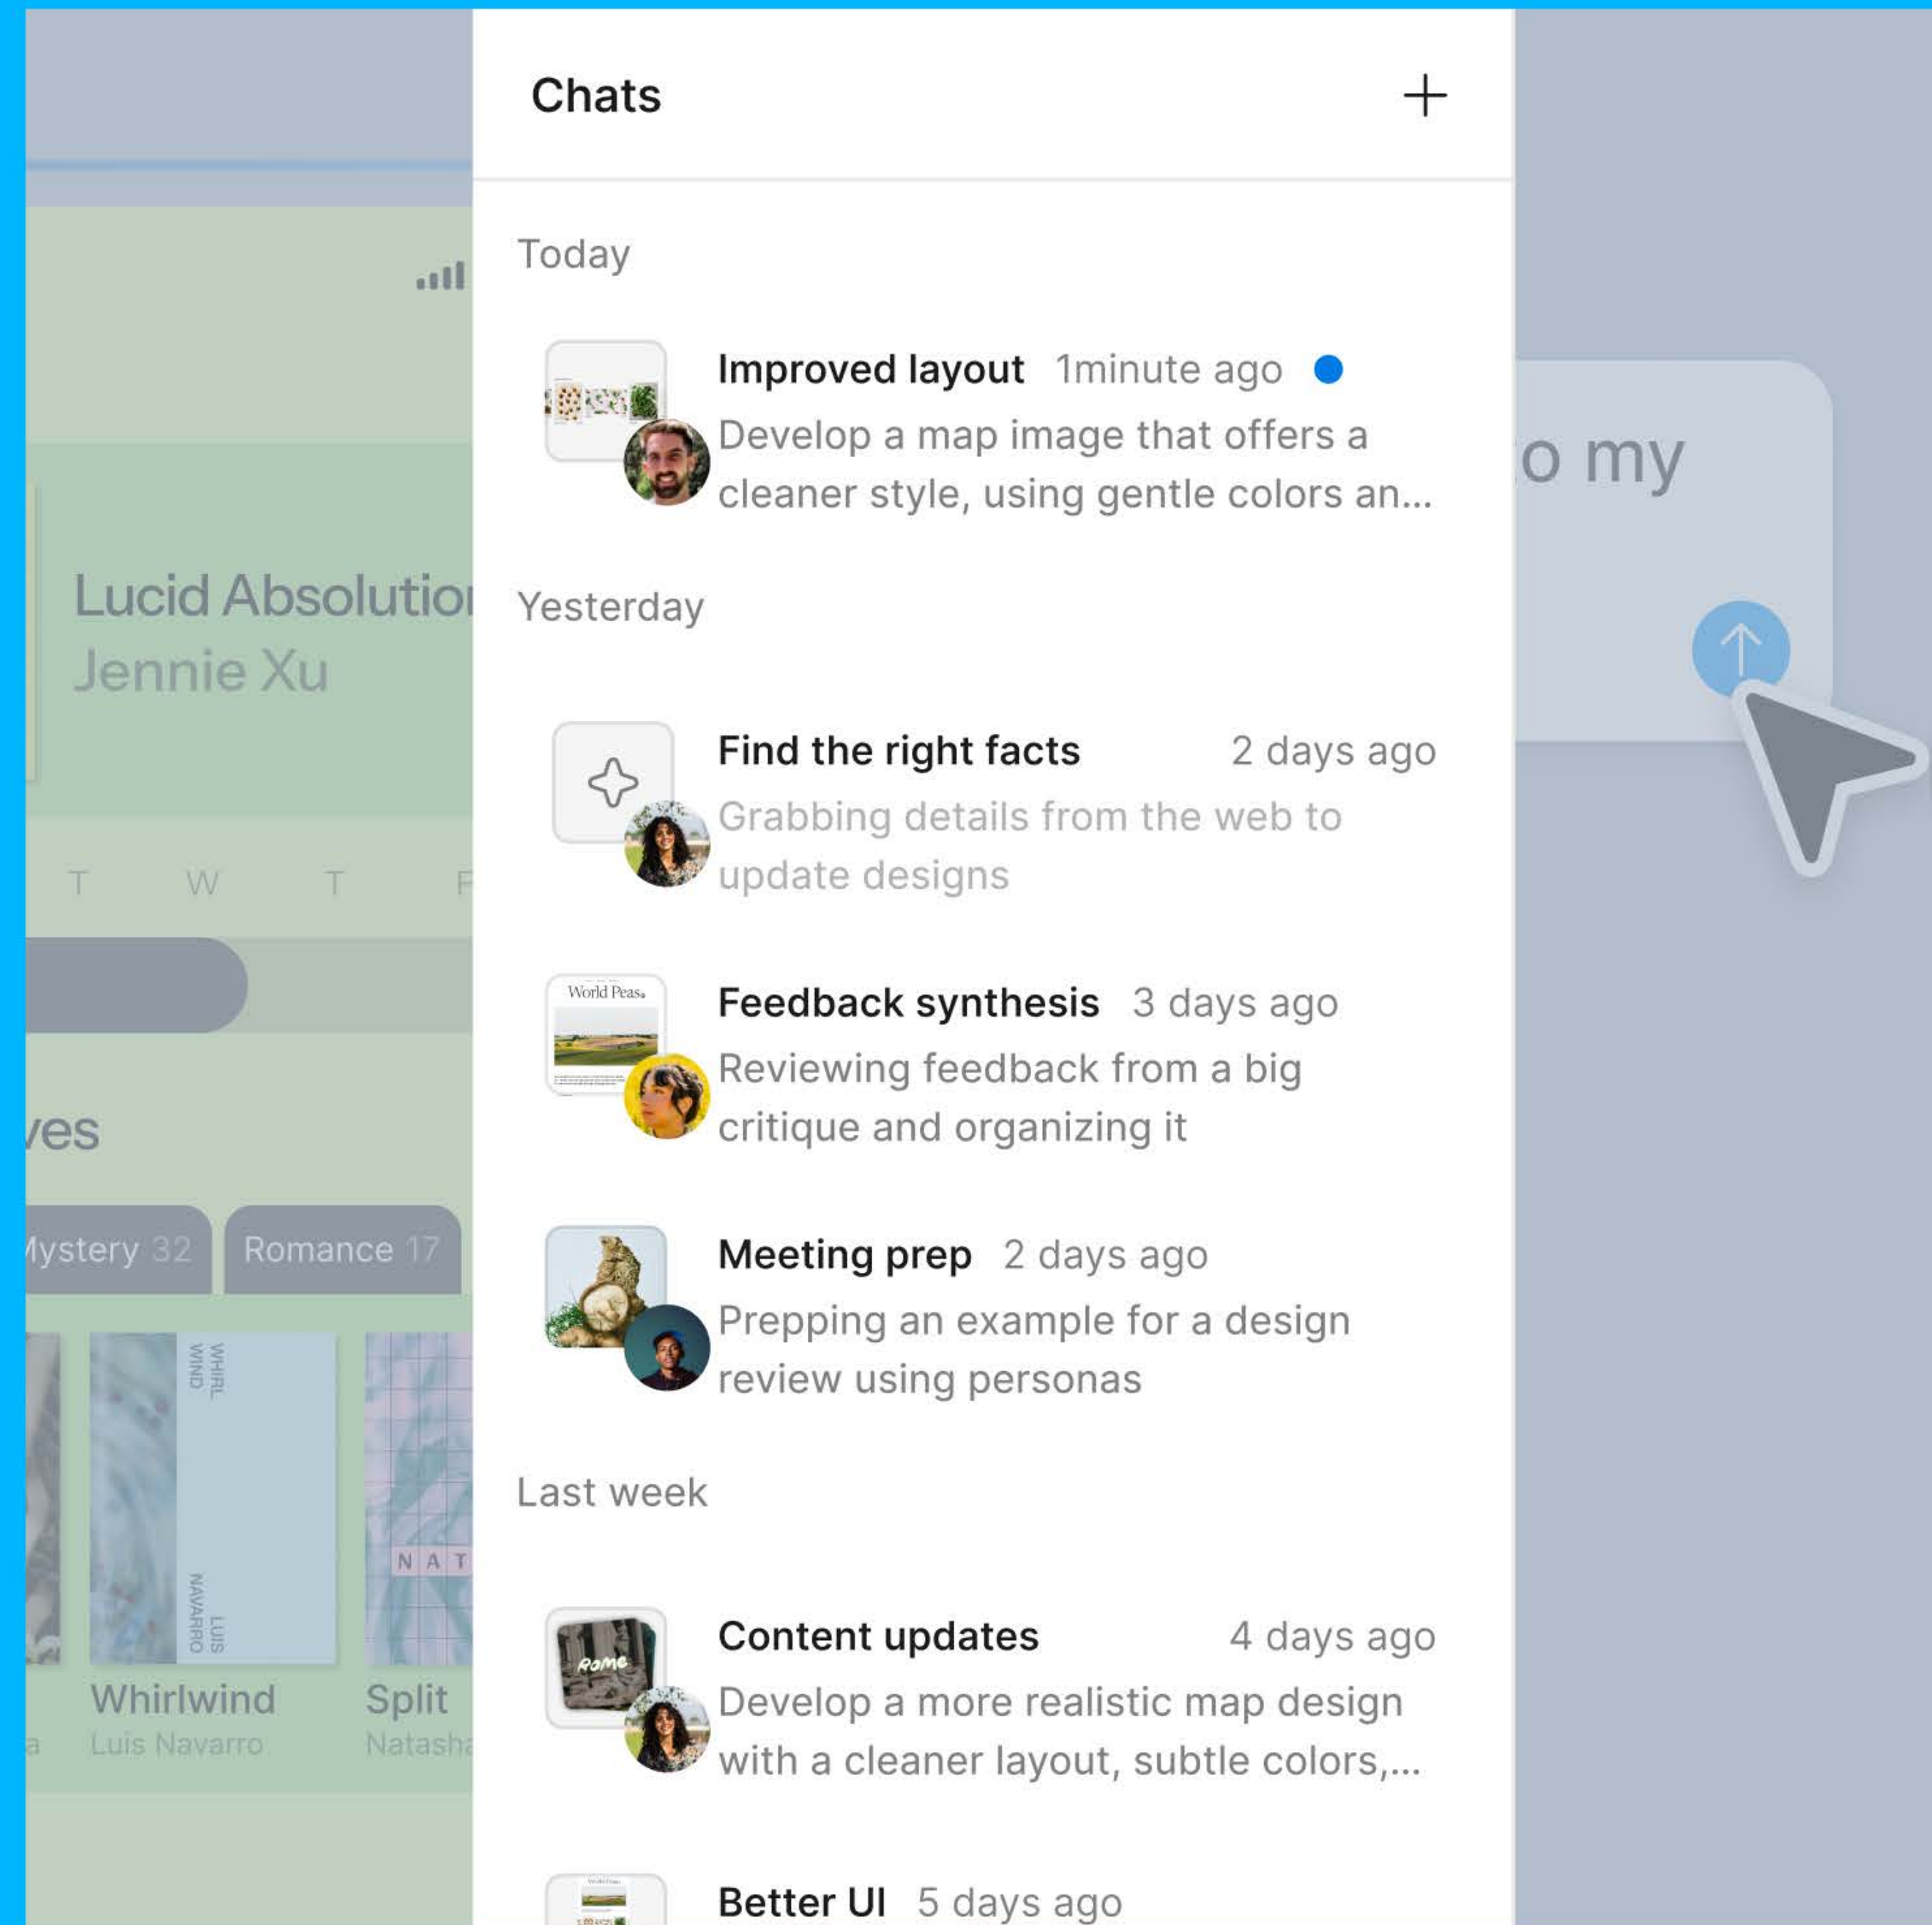 Chats
Today
Improved layout 1minute ago
Develop a map image that offers a
cleaner style, using gentle colors an...
Yesterday
Find the right facts 2 days ago
Grabbing details from the web to
update designs
World Peas
Feedback synthesis 3 days ago
Reviewing feedback from a big
critique and organizing it
Meeting prep 2 days ago
Prepping an example for a design
review using personas
Last week
Rome
Content updates 4 days ago
Develop a more realistic map design
with a cleaner layout, subtle colors,...
Better UI 5 days ago
Lucid Absolution
Jennie Xu
T W T F
ves
Mystery 32 Romance 17
WHIRL
WIND
LUIS
NAVARRO
NAT
Whirlwind Split
a Luis Navarro Natasha
o my